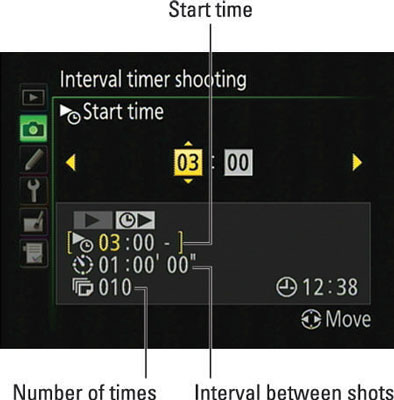 Start time
Interval timer shooting
Start time
03 : 00
[ 03:00 - ]
01:00' 00"
010
12:38
Move
Number of times
Interval between shots